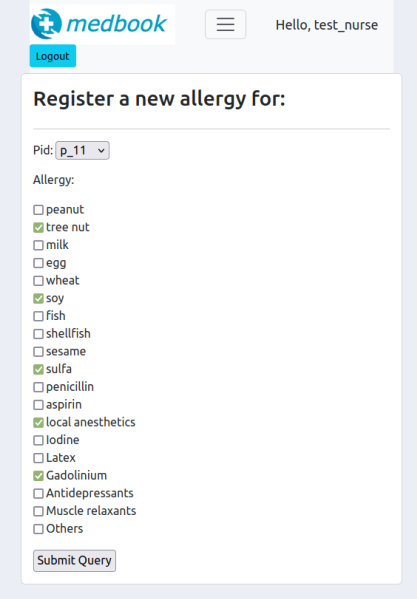 medbook
Hello, test_nurse
Logout
Register a new allergy for:
Pid: p_11
Allergy:
peanut
tree nut
milk
egg
wheat
soy
fish
shellfish
sesame
sulfa
penicillin
aspirin
local anesthetics
Iodine
Latex
Gadolinium
Antidepressants
Muscle relaxants
Others
Submit Query